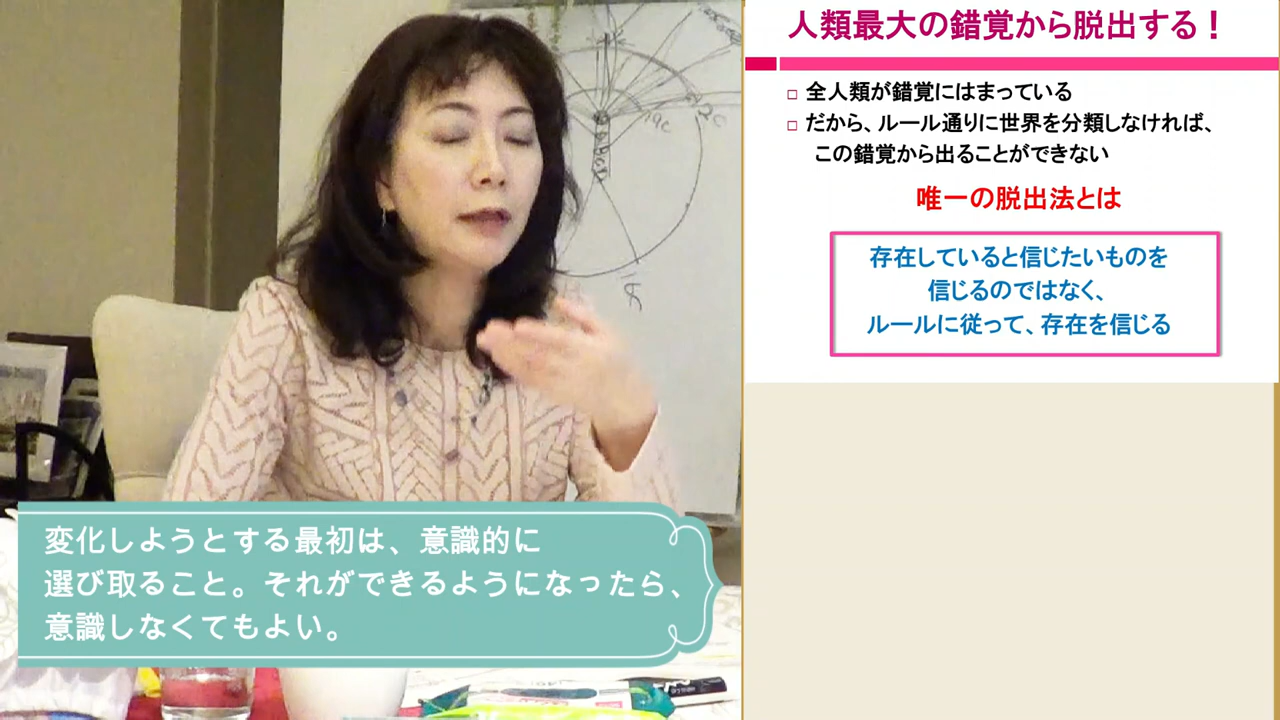 人類最大の錯覚から脱出する！
□ 全人類が錯覚にはまっている
□ だから、ルール通りに世界を分類しなければ、
この錯覚から出ることができない
唯一の脱出法とは
存在していると信じたいものを
信じるのではなく、
ルールに従って、存在を信じる
変化しようとする最初は、意識的に
選び取ること。それができるようになったら、
意識しなくてもよい。